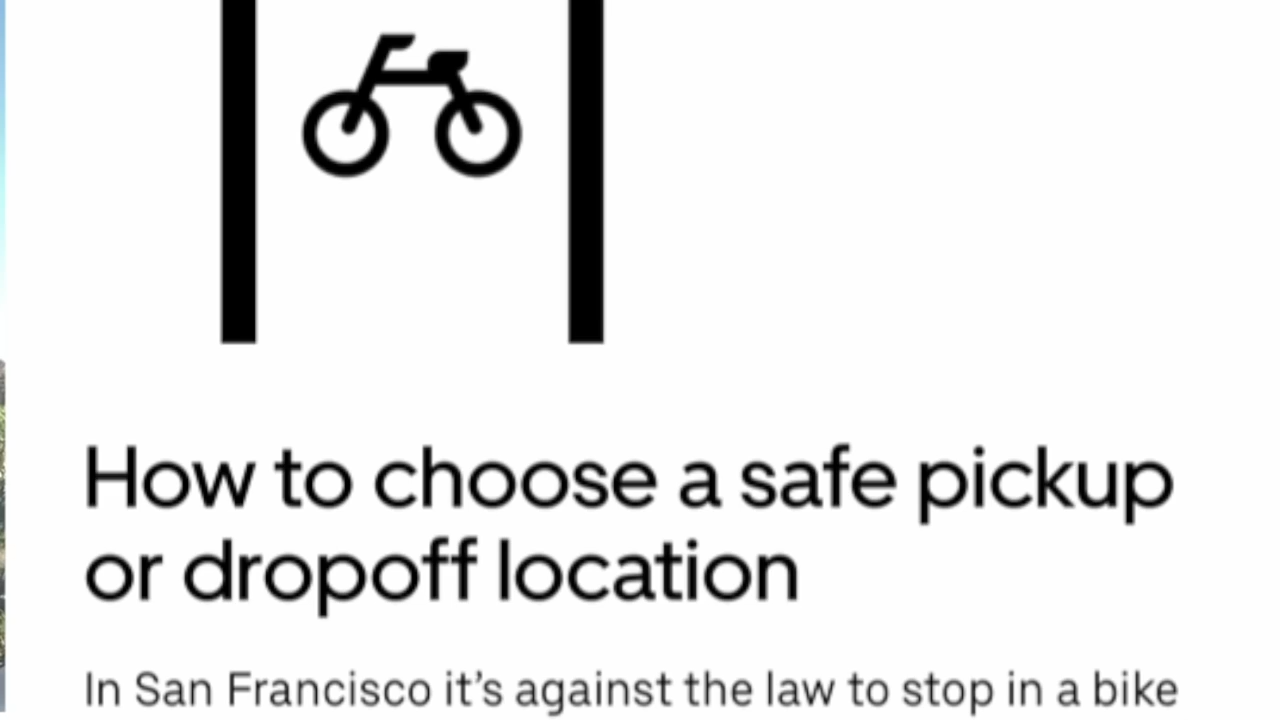 How to choose a safe pickup
or dropoff location
In San Francisco it’s against the law to stop in a bike